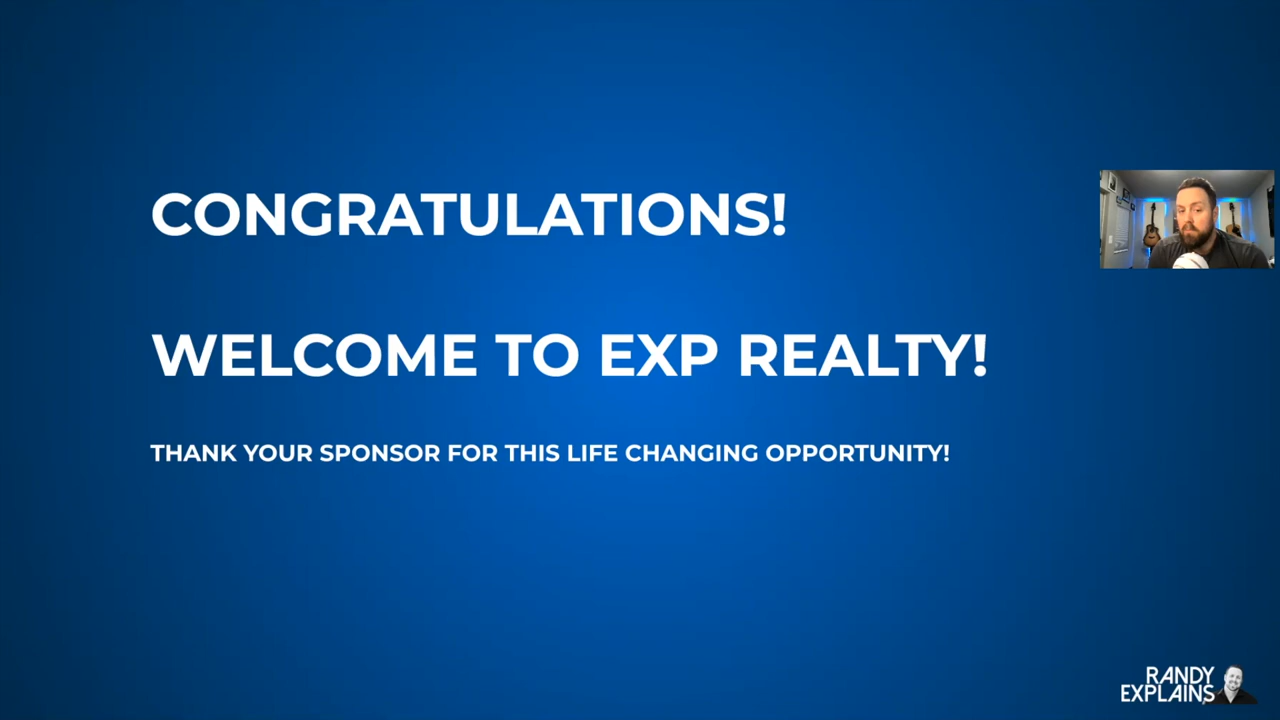 CONGRATULATIONS!
WELCOME TO EXP REALTY!
THANK YOUR SPONSOR FOR THIS LIFE CHANGING OPPORTUNITY!
RANDY
EXPLAINS